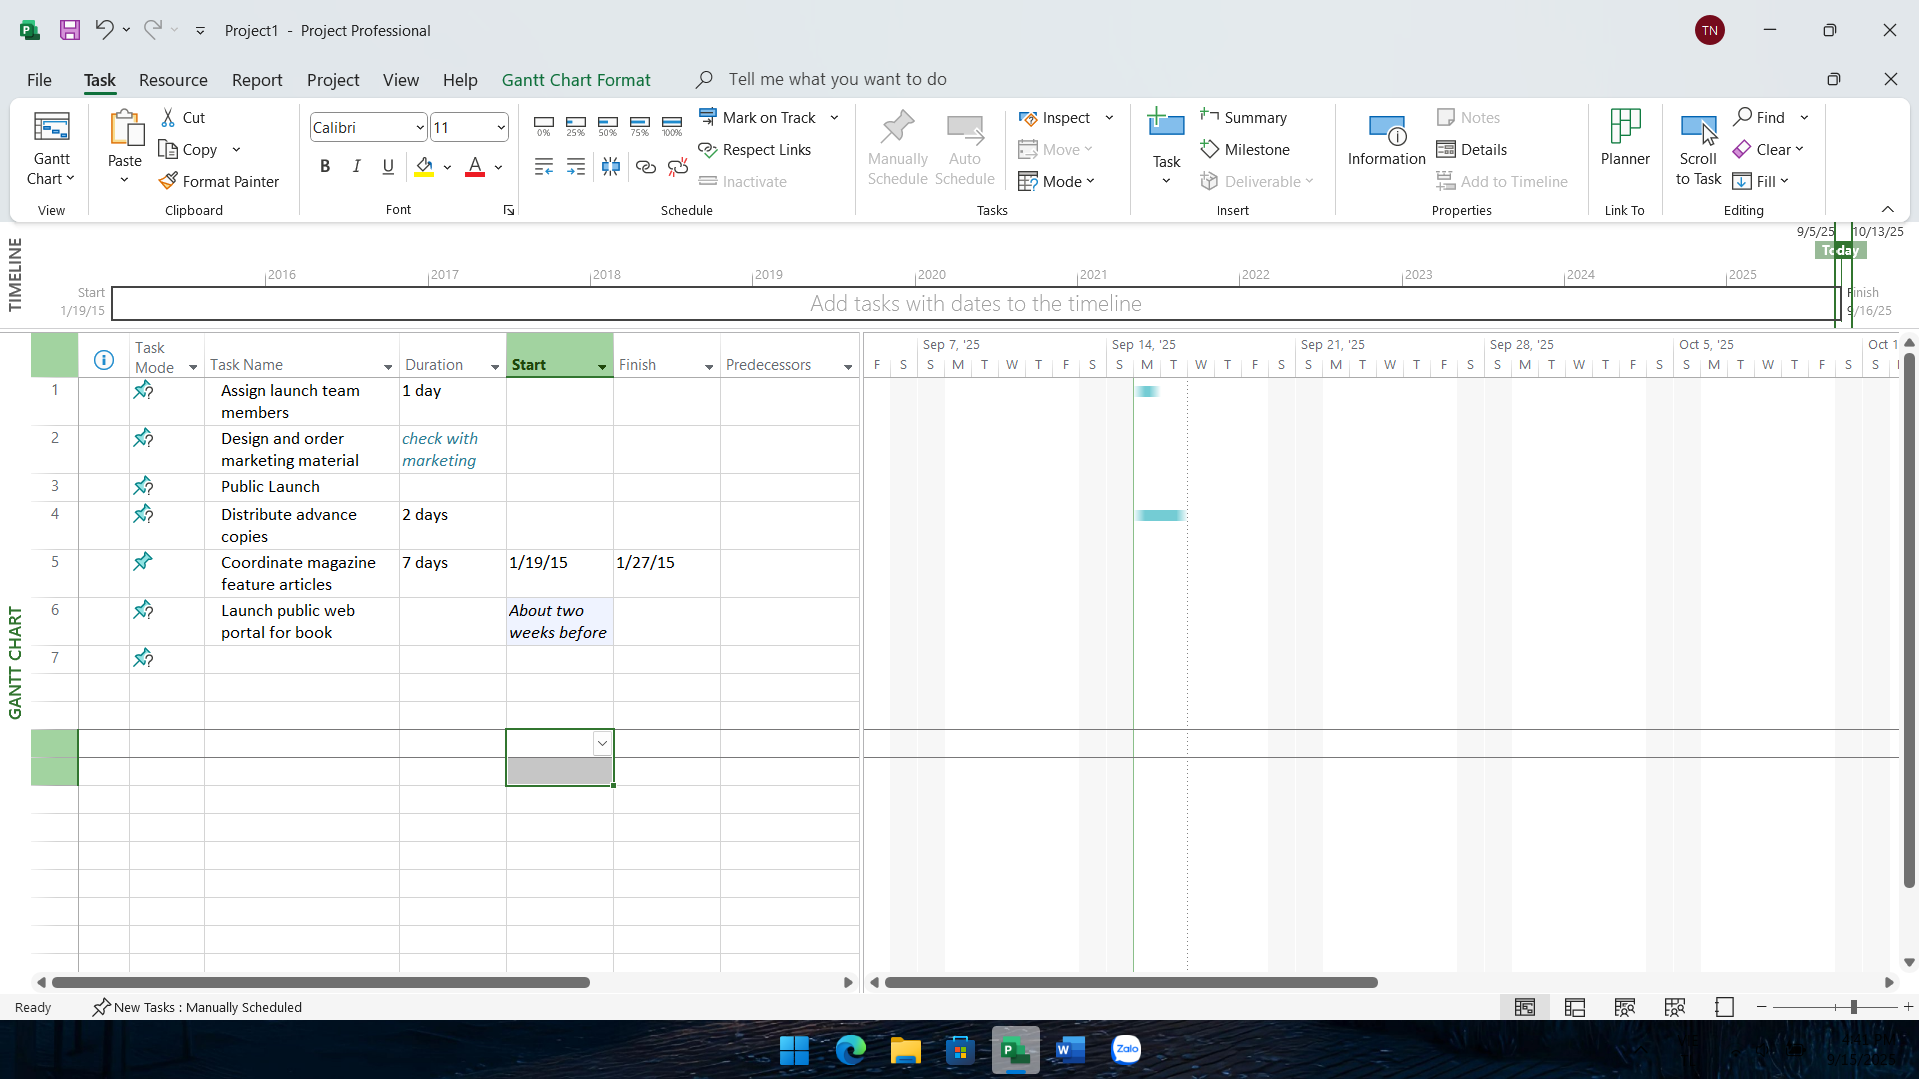 Project1 - Project Professional
TN
File Task Resource Report Project View Help Gantt Chart Format Tell me what you want to do
Gantt Chart
View
Paste
Cut
Copy
Format Painter
Clipboard
Calibri 11
B I U A
Font
0% 25% 50% 75% 100%
Mark on Track
Respect Links
Inactivate
Schedule
Manually Schedule
Auto Schedule
Inspect
Move
Mode
Tasks
Task
Summary
Milestone
Deliverable
Insert
Information
Notes
Details
Add to Timeline
Properties
Planner
Link To
Scroll to Task
Find
Clear
Fill
Editing
TIMELINE
9/5/25 10/13/25
Today
2016 2017 2018 2019 2020 2021 2022 2023 2024 2025
Start
1/19/15
Add tasks with dates to the timeline
Finish
9/16/25
GANTT CHART
Task Mode Task Name Duration Start Finish Predecessors
Sep 7, '25 Sep 14, '25 Sep 21, '25 Sep 28, '25 Oct 5, '25 Oct 1
F S S M T W T F S S M T W T F S S M T W T F S S M T W T F S S M T W T F S S
1 Assign launch team 1 day
members
2 Design and order check with
marketing material marketing
3 Public Launch
4 Distribute advance 2 days
copies
5 Coordinate magazine 7 days 1/19/15 1/27/15
feature articles
6 Launch public web About two
portal for book weeks before
7
Ready New Tasks : Manually Scheduled
Zalo